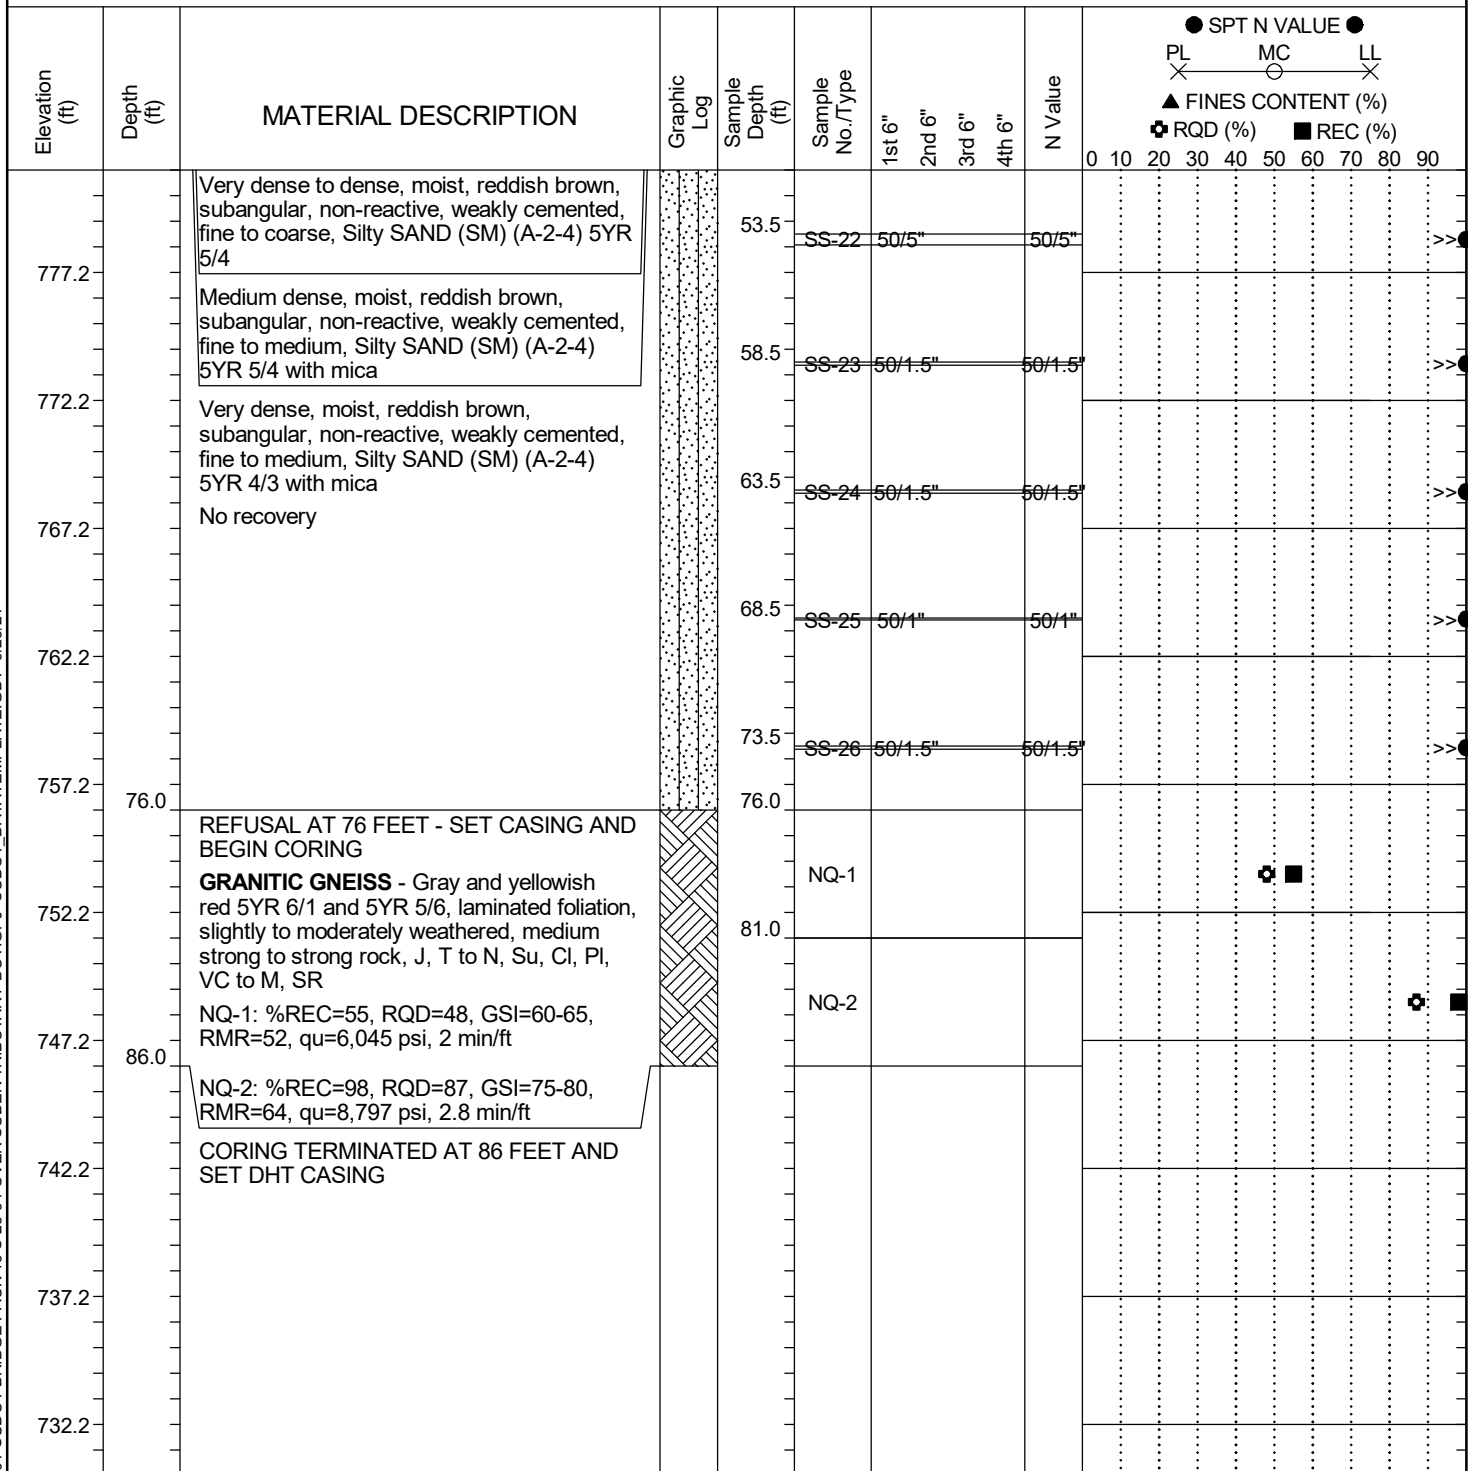 ● SPT N VALUE ●
PL MC LL
▲ FINES CONTENT (%)
RQD (%) ■ REC (%)
Elevation (ft)
Depth (ft)
MATERIAL DESCRIPTION
Graphic Log
Sample Depth (ft)
Sample No./Type
1st 6"
2nd 6"
3rd 6"
4th 6"
N Value
0 10 20 30 40 50 60 70 80 90
Very dense to dense, moist, reddish brown,
subangular, non-reactive, weakly cemented,
fine to coarse, Silty SAND (SM) (A-2-4) 5YR
5/4
53.5
SS-22 50/5" 50/5" >>●
777.2
Medium dense, moist, reddish brown,
subangular, non-reactive, weakly cemented,
fine to medium, Silty SAND (SM) (A-2-4)
5YR 5/4 with mica
58.5
SS-23 50/1.5" 50/1.5" >>●
772.2
Very dense, moist, reddish brown,
subangular, non-reactive, weakly cemented,
fine to medium, Silty SAND (SM) (A-2-4)
5YR 4/3 with mica
63.5
SS-24 50/1.5" 50/1.5" >>●
No recovery
767.2
68.5
SS-25 50/1" 50/1" >>●
762.2
73.5
SS-26 50/1.5" 50/1.5" >>●
757.2
76.0 76.0
REFUSAL AT 76 FEET - SET CASING AND
BEGIN CORING
GRANITIC GNEISS - Gray and yellowish
red 5YR 6/1 and 5YR 5/6, laminated foliation,
slightly to moderately weathered, medium
strong to strong rock, J, T to N, Su, Cl, Pl,
VC to M, SR
NQ-1
752.2
81.0
NQ-1: %REC=55, RQD=48, GSI=60-65,
RMR=52, qu=6,045 psi, 2 min/ft
NQ-2
747.2
86.0
NQ-2: %REC=98, RQD=87, GSI=75-80,
RMR=64, qu=8,797 psi, 2.8 min/ft
CORING TERMINATED AT 86 FEET AND
SET DHT CASING
742.2
737.2
732.2